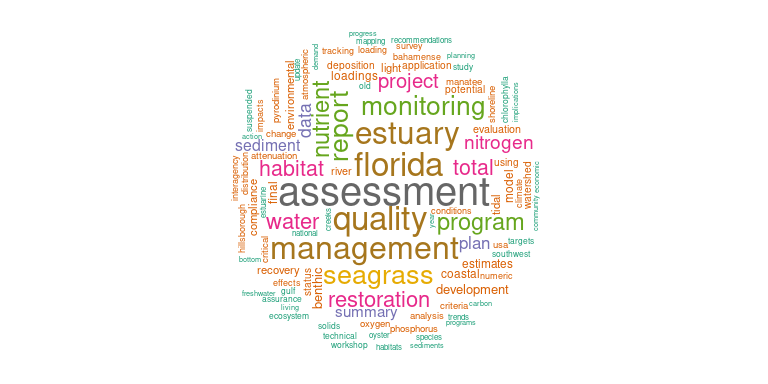 progress
mapping recommendations
tracking loading survey
demand
bahamense planning
update
atmospheric
deposition light application study
environmental
loadings project manatee
old potential
chlorophylla
implications
suspended
pyrodinium
nutrient
report
monitoring
shoreline
impacts
data
action change
estuary evaluation
sediment nitrogen
attenuation
interagency
distribution
habitat river florida total using
model
watershed
climate
economic
community
final
assessment
compliance
estuarine
tidal
hillsborough
water
creeks
quality
years
conditions
program
national
critical
management plan usa targets
bottom southwest
recovery
status
benthic
seagrass
estimates
coastal numeric
effects
freshwater gulf
assurance
restoration development
living
criteria carbon
ecosystem summary
analysis trends
solids oxygen phosphorus programs
technical oyster species
workshop habitats sediments